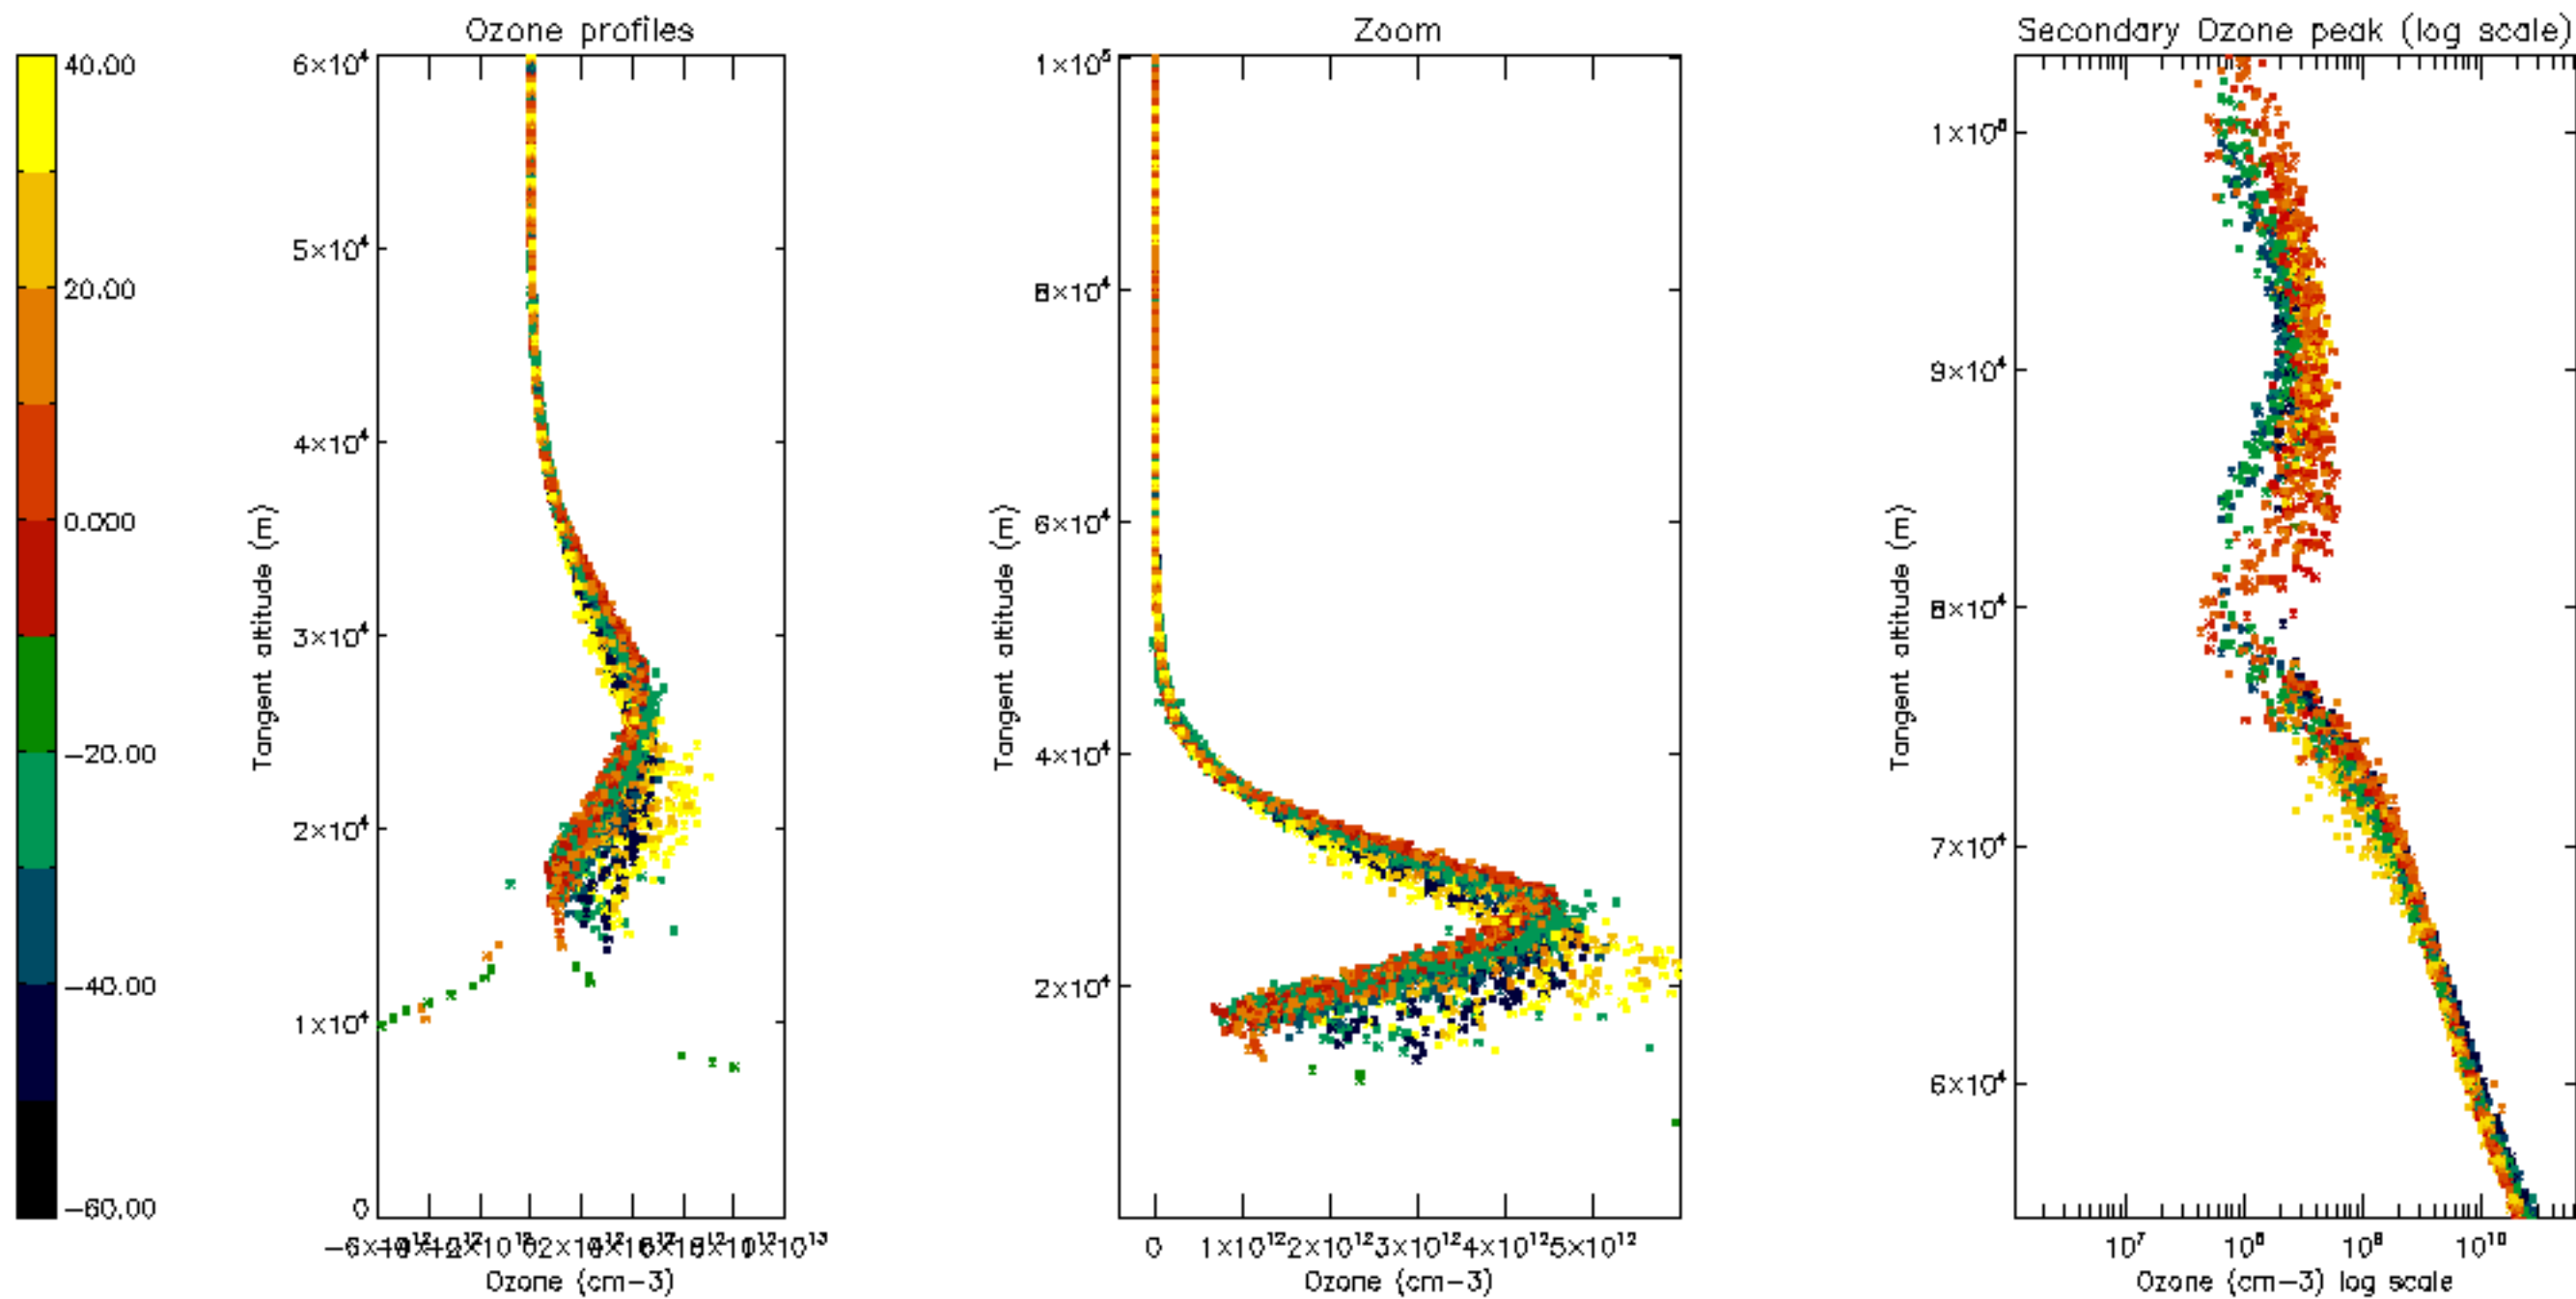 Ozone profiles
Zoom
Secondary Ozone peak (log scale)
40.00
20.00
0.000
−20.00
−20.00
−40.00
−60.00
6×10⁴
5×10⁴
4×10⁴
3×10⁴
2×10⁴
1×10⁴
0
Tangent altitude (m)
Ozone (cm−3)
1×10⁵
8×10⁴
6×10⁴
4×10⁴
2×10⁴
Tangent altitude (m)
0 1×10¹² 2×10¹² 3×10¹² 4×10¹² 5×10¹²
Ozone (cm−3)
9×10⁴
8×10⁴
7×10⁴
6×10⁴
Tangent altitude (m)
10⁷ 10⁸ 10⁹ 10¹⁰
Ozone (cm−3) log scale